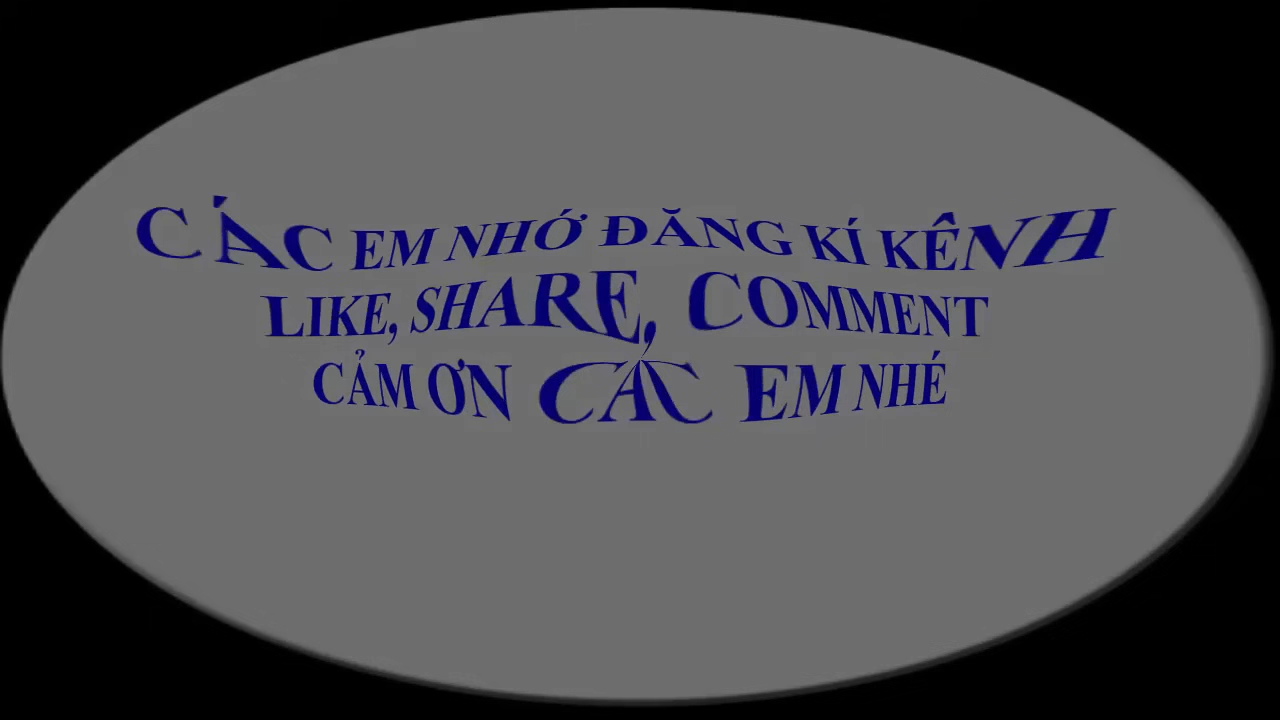 CÁC EM NHỚ ĐĂNG KÍ KÊNH
LIKE, SHARE, COMMENT
CẢM ƠN CÁC EM NHÉ